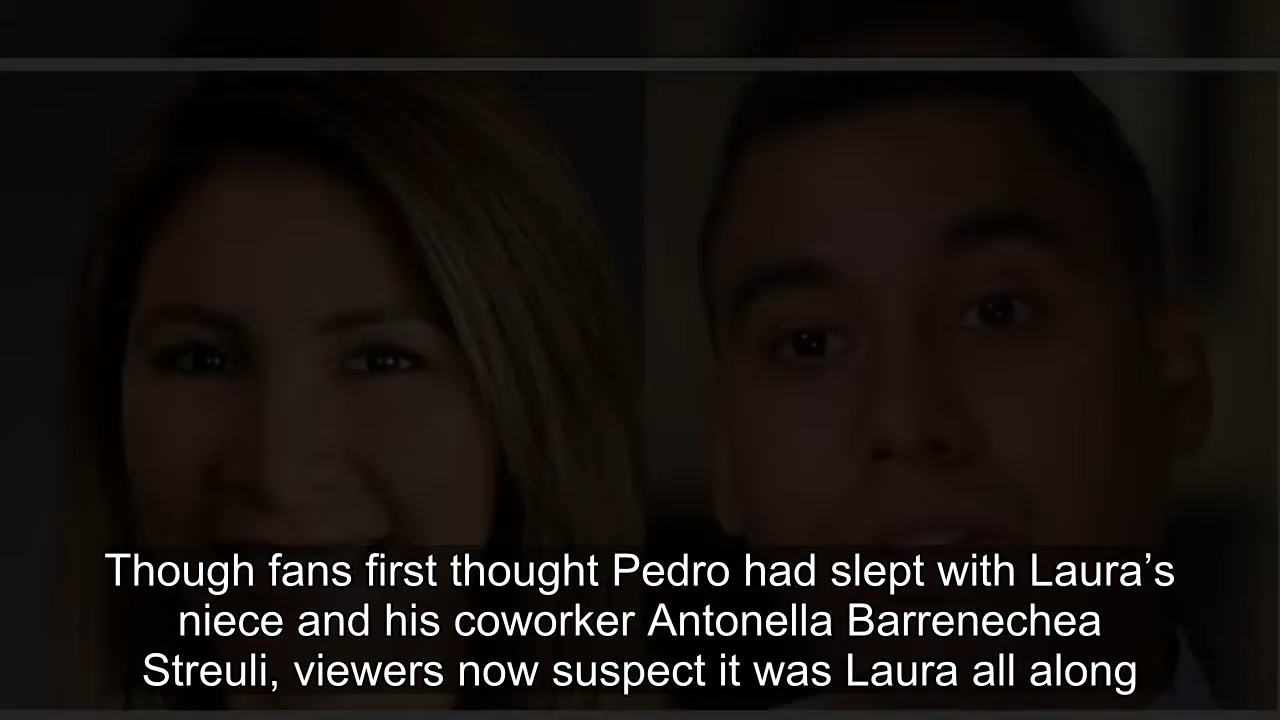 Though fans first thought Pedro had slept with Laura’s
niece and his coworker Antonella Barrenechea
Streuli, viewers now suspect it was Laura all along